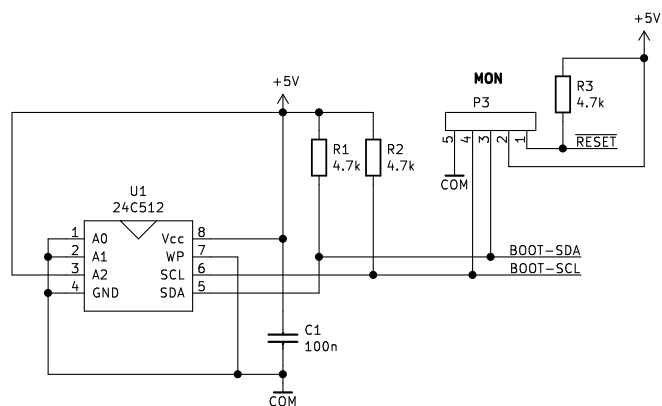 +5V
+5V
MON
P3
R3
4.7k
5 4 3 2 1
RESET
COM
R1
4.7k
R2
4.7k
U1
24C512
1 A0 Vcc 8
2 A1 WP 7
3 A2 SCL 6
4 GND SDA 5
BOOT-SDA
BOOT-SCL
C1
100n
COM